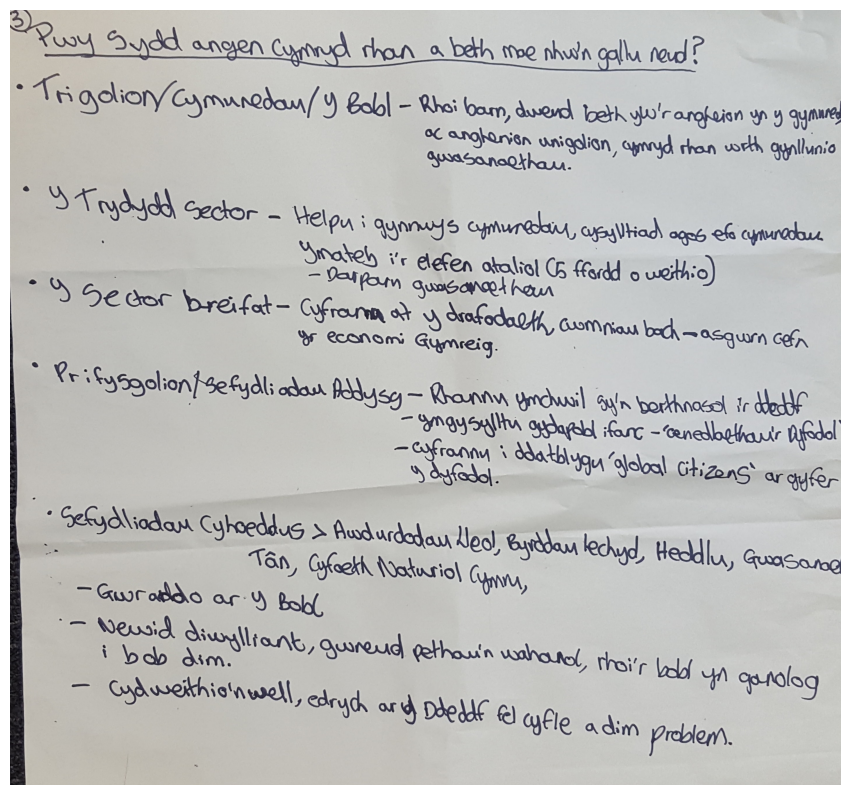 3)
Pwy sydd angen cymryd rhan a beth mae nhw'n gallu neud?
• Trigolion/Cymunedau/y Bobl - Rhoi barn, dweud beth yw'r angheion yn y gymuned
ac anghenion unigolion, cymryd rhan wrth gynllunio
gwasanaethau.
• y Trydydd sector - Helpu i gynnwys cymunedau, cysylltiad agos efo cymunedau
ymateb i'r elefen ataliol (5 ffordd o weithio)
- Darparu gwasanaethau
• y Sector breifat - Cyfrannu at y drafodaeth, cwmniau bach - asgwrn cefn
yr economi Gymreig.
• Prifysgolion/Sefydliadau Addysg - Rhannu ymchwil sy'n berthnasol i'r ddeddf
- ymgysylltu gyda pobl ifanc - 'cenedlaethau'r Dyfodol'
- cyfrannu i ddatblygu 'global citizens' ar gyfer
y dyfodol.
• Sefydliadau Cyhoeddus > Awdurdodau lleol, Byrddau Iechyd, Heddlu, Gwasanae
Tân, Cyfoeth Naturiol Cymru,
- Gwrando ar y Bobl
- Newid diwylliant, gwneud pethau'n wahanol, rhoi'r bobl yn ganolog
i bob dim.
- Cydweithio'n well, edrych ar y Ddeddf fel cyfle a dim problem.